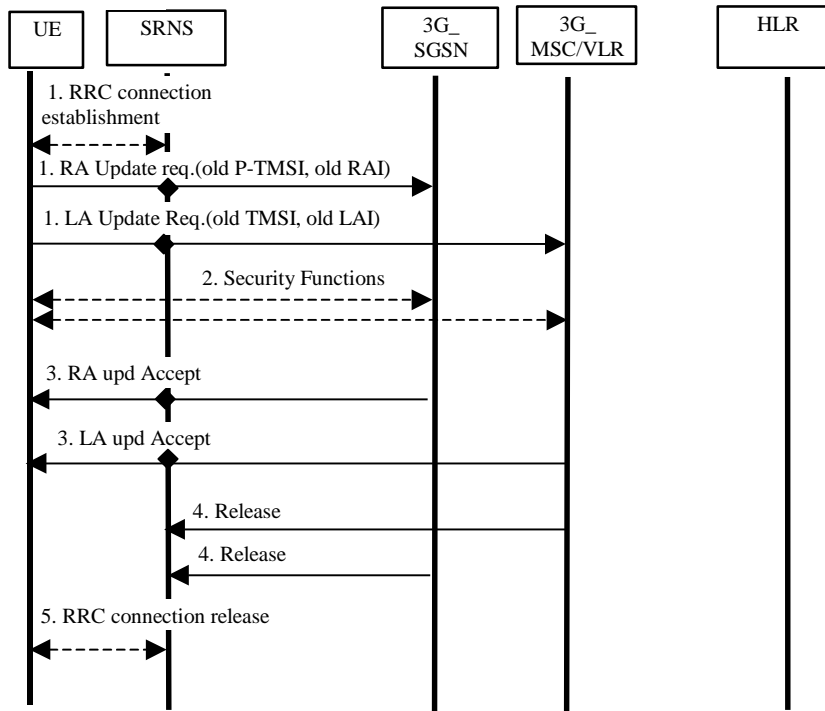 UE
SRNS
3G_
SGSN
3G_
MSC/VLR
HLR
1. RRC connection
establishment
1. RA Update req.(old P-TMSI, old RAI)
1. LA Update Req.(old TMSI, old LAI)
2. Security Functions
3. RA upd Accept
3. LA upd Accept
4. Release
4. Release
5. RRC connection release